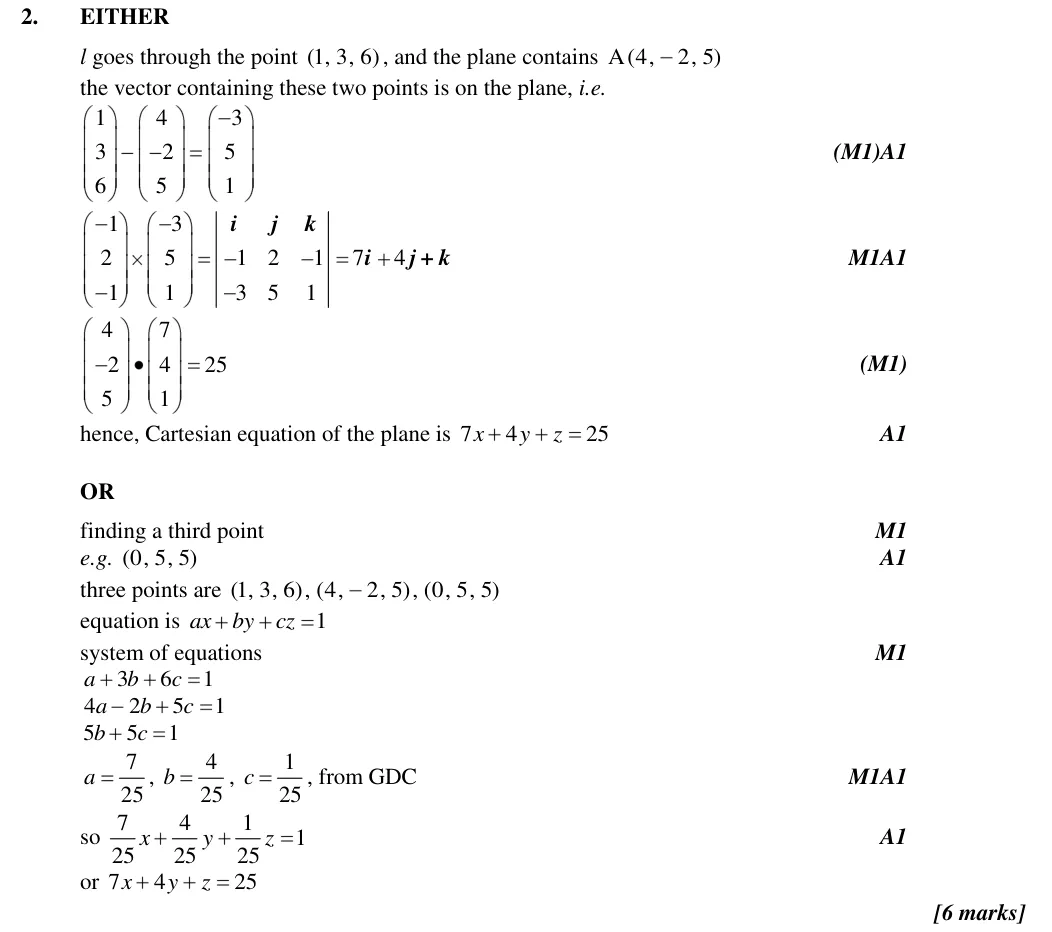 2. EITHER
l goes through the point (1, 3, 6), and the plane contains A(4, −2, 5)
the vector containing these two points is on the plane, i.e.
(1 3 6) − (4 −2 5) = (−3 5 1) (M1)A1
(−1 2 −1) × (−3 5 1) = | i j k −1 2 −1 −3 5 1 | = 7i + 4j + k M1A1
(4 −2 5) • (7 4 1) = 25 (M1)
hence, Cartesian equation of the plane is 7x + 4y + z = 25 A1
OR
finding a third point M1
e.g. (0, 5, 5) A1
three points are (1, 3, 6), (4, −2, 5), (0, 5, 5)
equation is ax + by + cz = 1
system of equations M1
a + 3b + 6c = 1
4a − 2b + 5c = 1
5b + 5c = 1
a = 7/25, b = 4/25, c = 1/25, from GDC M1A1
so 7/25 x + 4/25 y + 1/25 z = 1 A1
or 7x + 4y + z = 25
[6 marks]